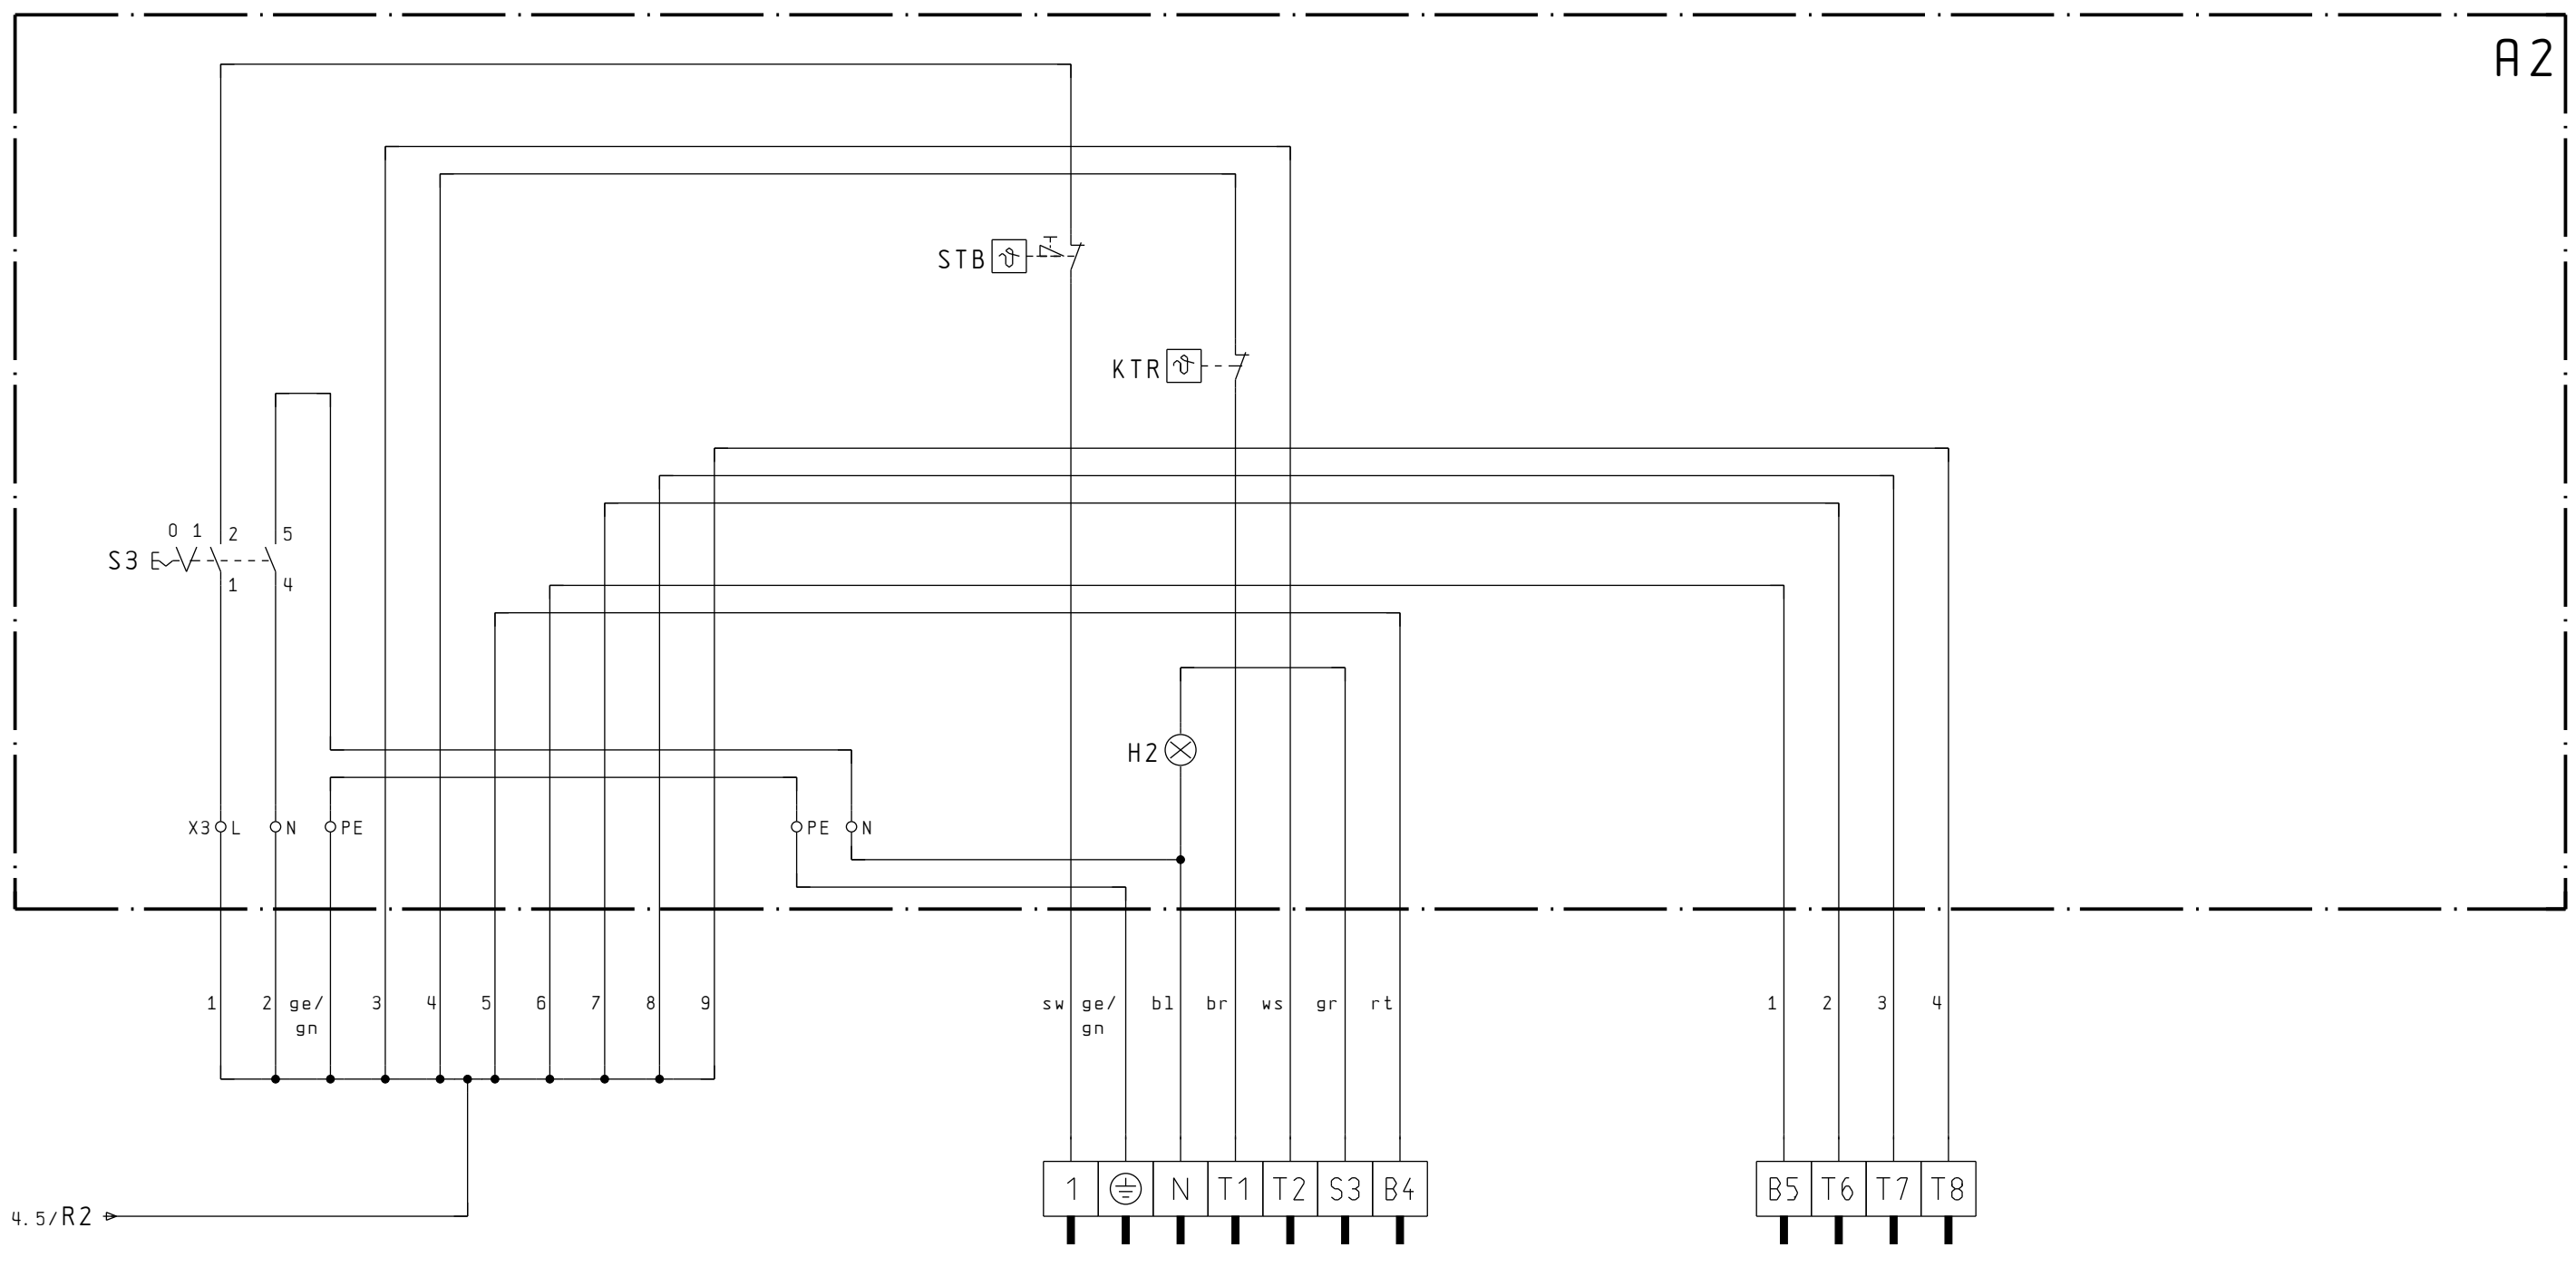 A2
STB
KTR
0 1 2 5
S3
1 4
H2
X3 L N PE PE N
1 2 ge/ 3 4 5 6 7 8 9 sw ge/ bl br ws gr rt 1 2 3 4
gn gn
1 N T1 T2 S3 B4 B5 T6 T7 T8
4.5/R2